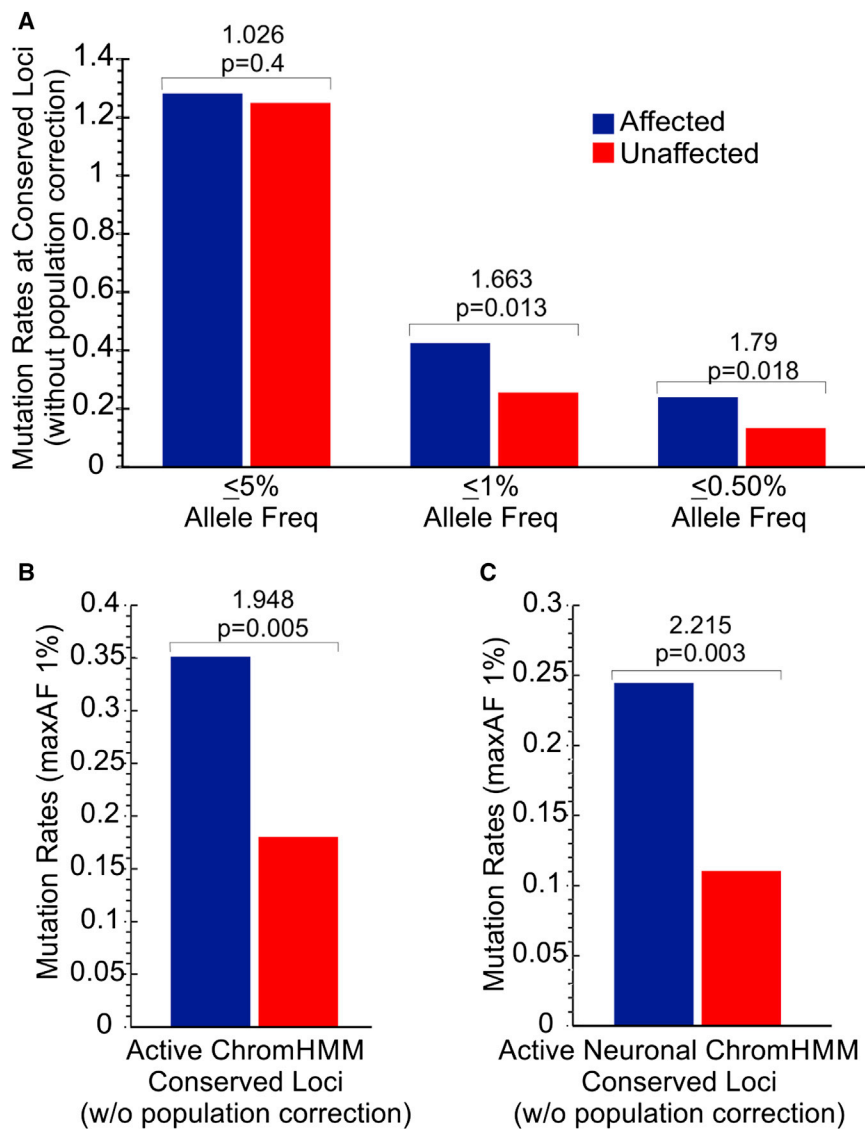 A
Mutation Rates at Conserved Loci
(without population correction)
1.4
1.2
1
0.8
0.6
0.4
0.2
0
1.026
p=0.4
1.663
p=0.013
1.79
p=0.018
Affected
Unaffected
≤5%
Allele Freq
≤1%
Allele Freq
≤0.50%
Allele Freq
B
Mutation Rates (maxAF 1%)
0.4
0.35
0.3
0.25
0.2
0.15
0.1
0.05
0
1.948
p=0.005
Active ChromHMM
Conserved Loci
(w/o population correction)
C
Mutation Rates (maxAF 1%)
0.3
0.25
0.2
0.15
0.1
0.05
0
2.215
p=0.003
Active Neuronal ChromHMM
Conserved Loci
(w/o population correction)